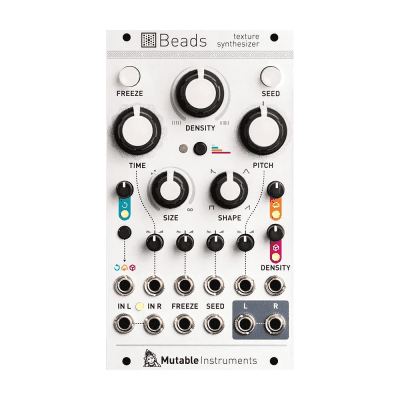 Beads
texture
synthesizer
FREEZE
SEED
DENSITY
TIME
PITCH
SIZE
SHAPE
DENSITY
IN L
IN R
FREEZE
SEED
L
R
Mutable Instruments